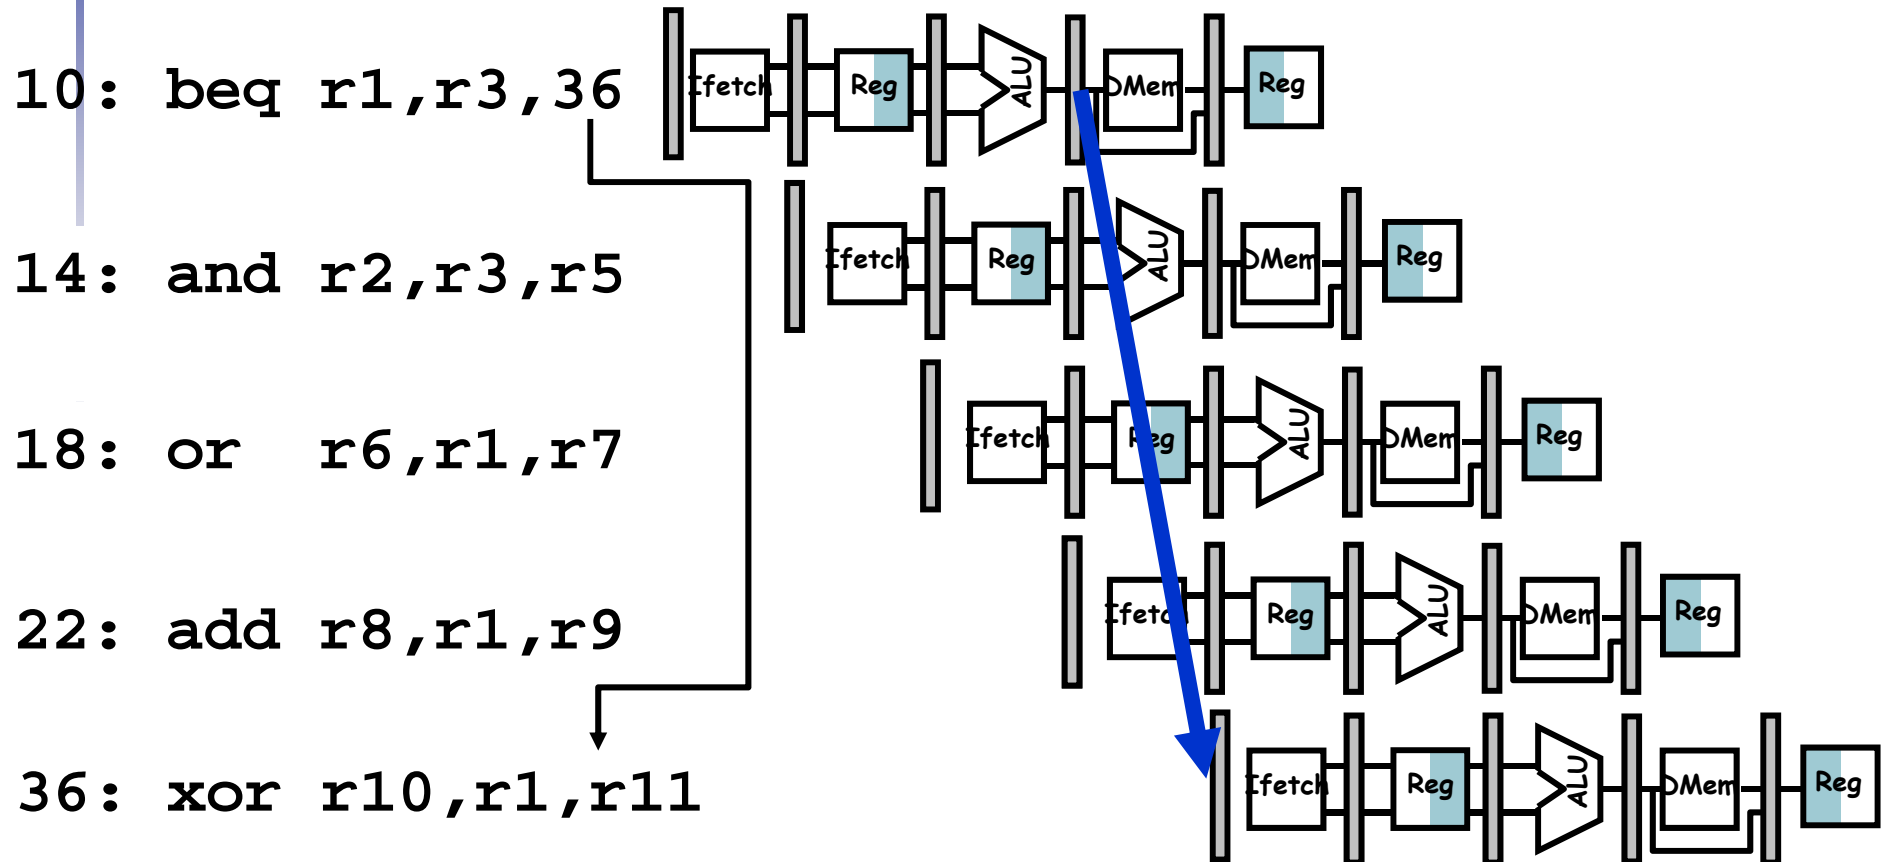 10: beq r1,r3,36
Ifetch Reg ALU DMem Reg
14: and r2,r3,r5
Ifetch Reg ALU DMem Reg
18: or r6,r1,r7
Ifetch Reg ALU DMem Reg
22: add r8,r1,r9
Ifetch Reg ALU DMem Reg
36: xor r10,r1,r11
Ifetch Reg ALU DMem Reg